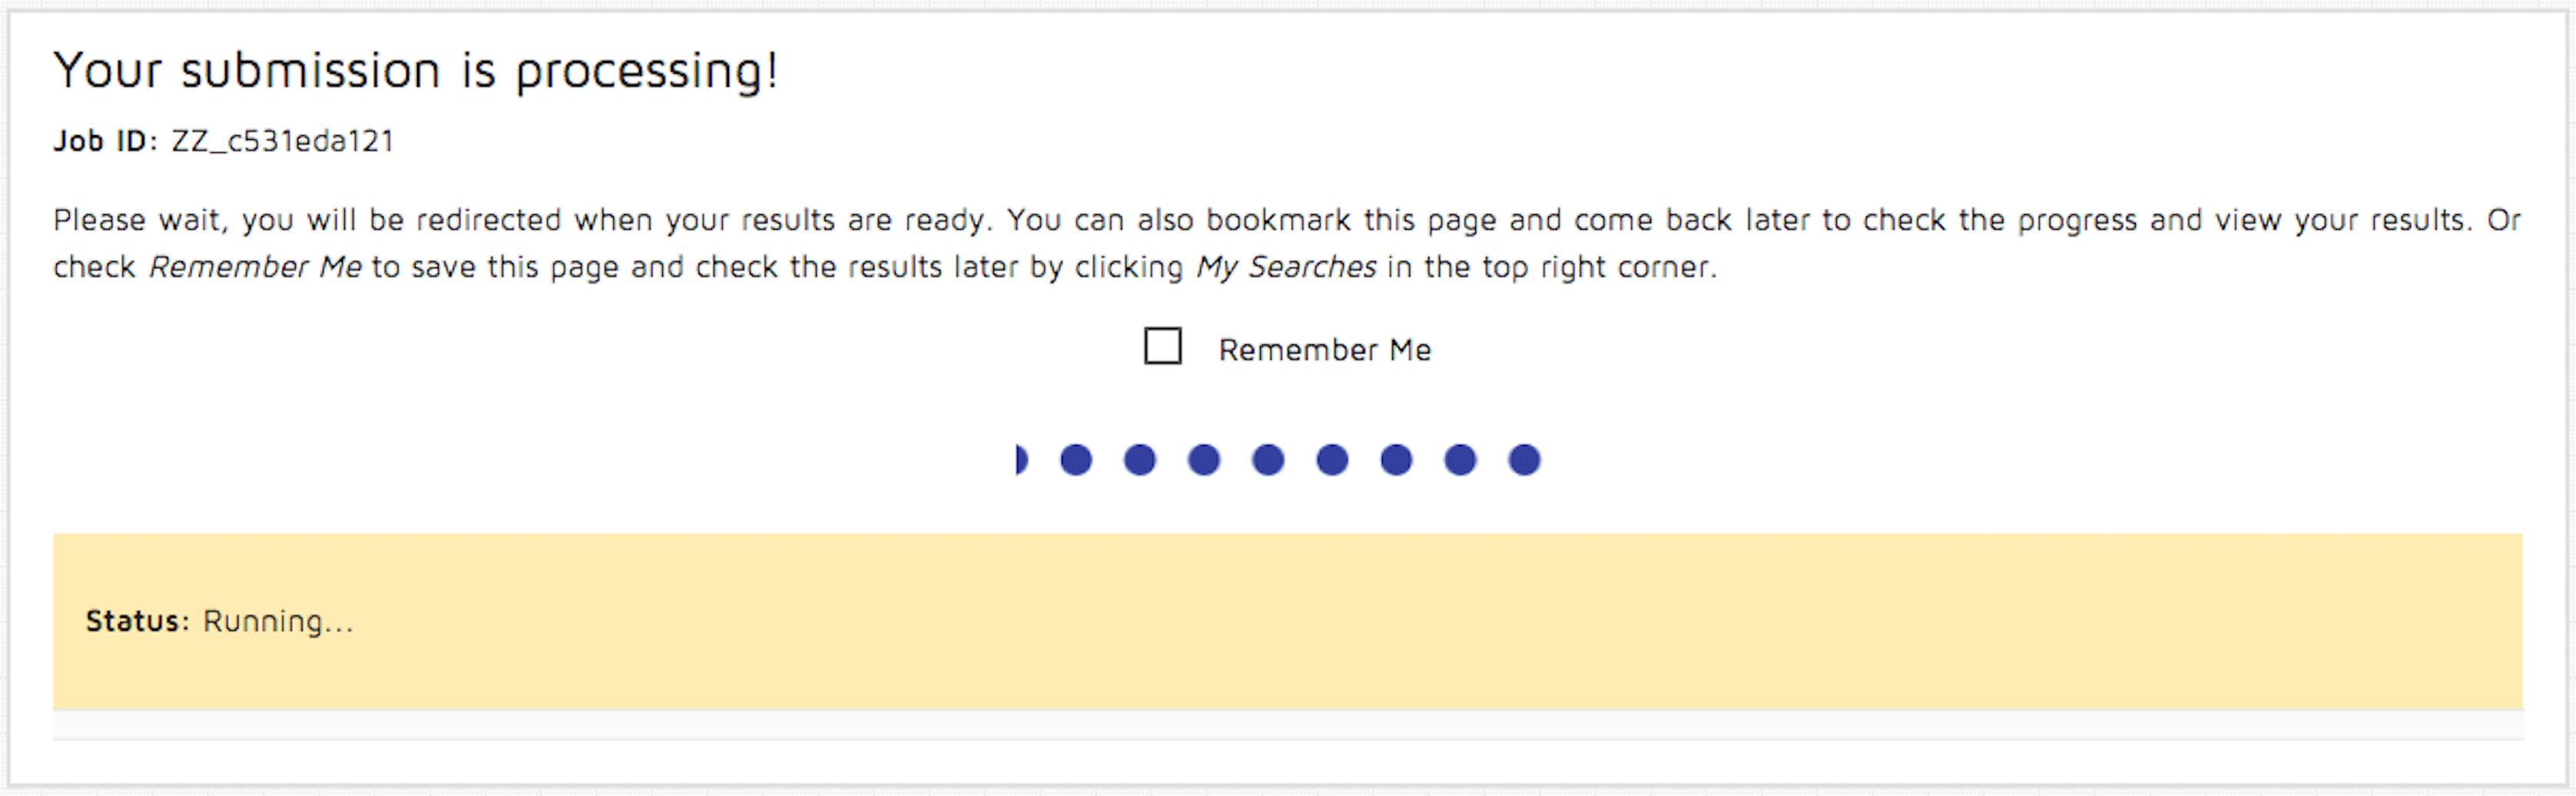 Your submission is processing!
Job ID: ZZ_c531eda121
Please wait, you will be redirected when your results are ready. You can also bookmark this page and come back later to check the progress and view your results. Or
check Remember Me to save this page and check the results later by clicking My Searches in the top right corner.
Remember Me
Status: Running...